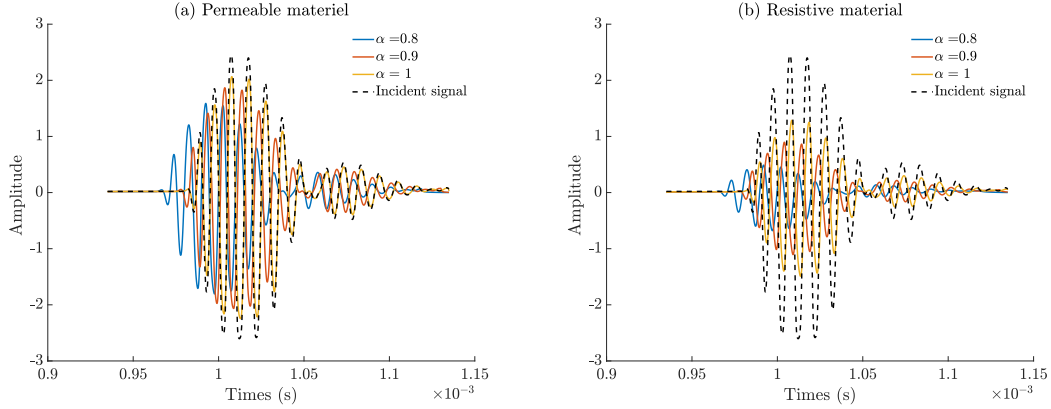 (a) Permeable materiel
3
2
1
0
-1
-2
-3
Amplitude
α =0.8
α =0.9
α = 1
Incident signal
0.9
0.95
1
1.05
1.1
1.15
Times (s)
×10⁻³
(b) Resistive material
3
2
1
0
-1
-2
-3
Amplitude
α =0.8
α =0.9
α = 1
Incident signal
0.9
0.95
1
1.05
1.1
1.15
Times (s)
×10⁻³